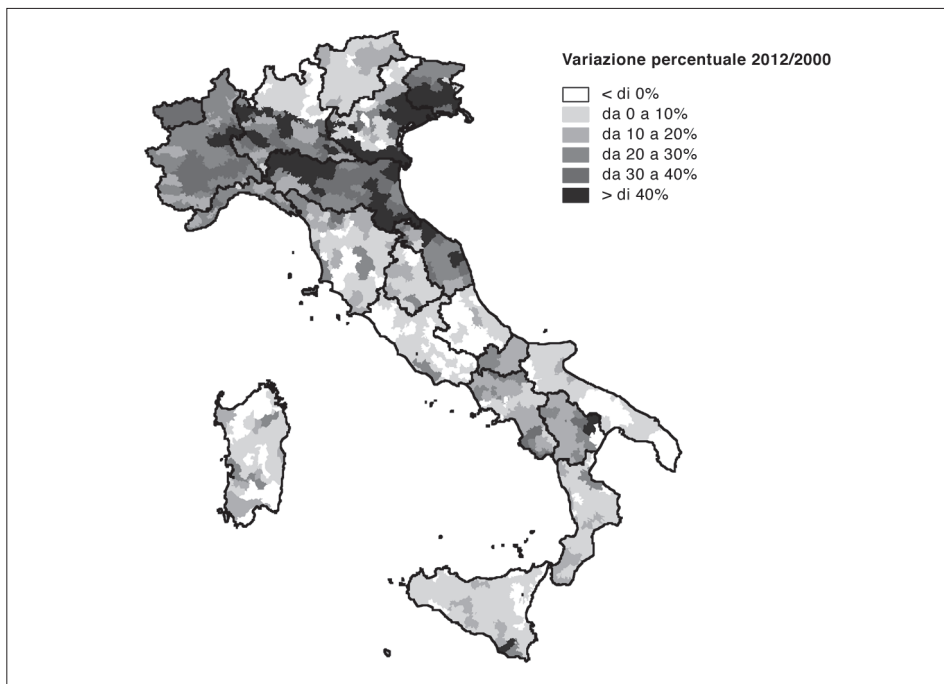 Variazione percentuale 2012/2000
< di 0%
da 0 a 10%
da 10 a 20%
da 20 a 30%
da 30 a 40%
> di 40%